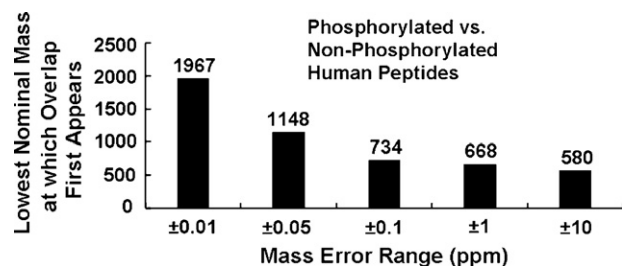 Phosphorylated vs.
Non-Phosphorylated
Human Peptides
Lowest Nominal Mass
at which Overlap
First Appears
2500
2000
1500
1000
500
0
1967
1148
734
668
580
±0.01 ±0.05 ±0.1 ±1 ±10
Mass Error Range (ppm)